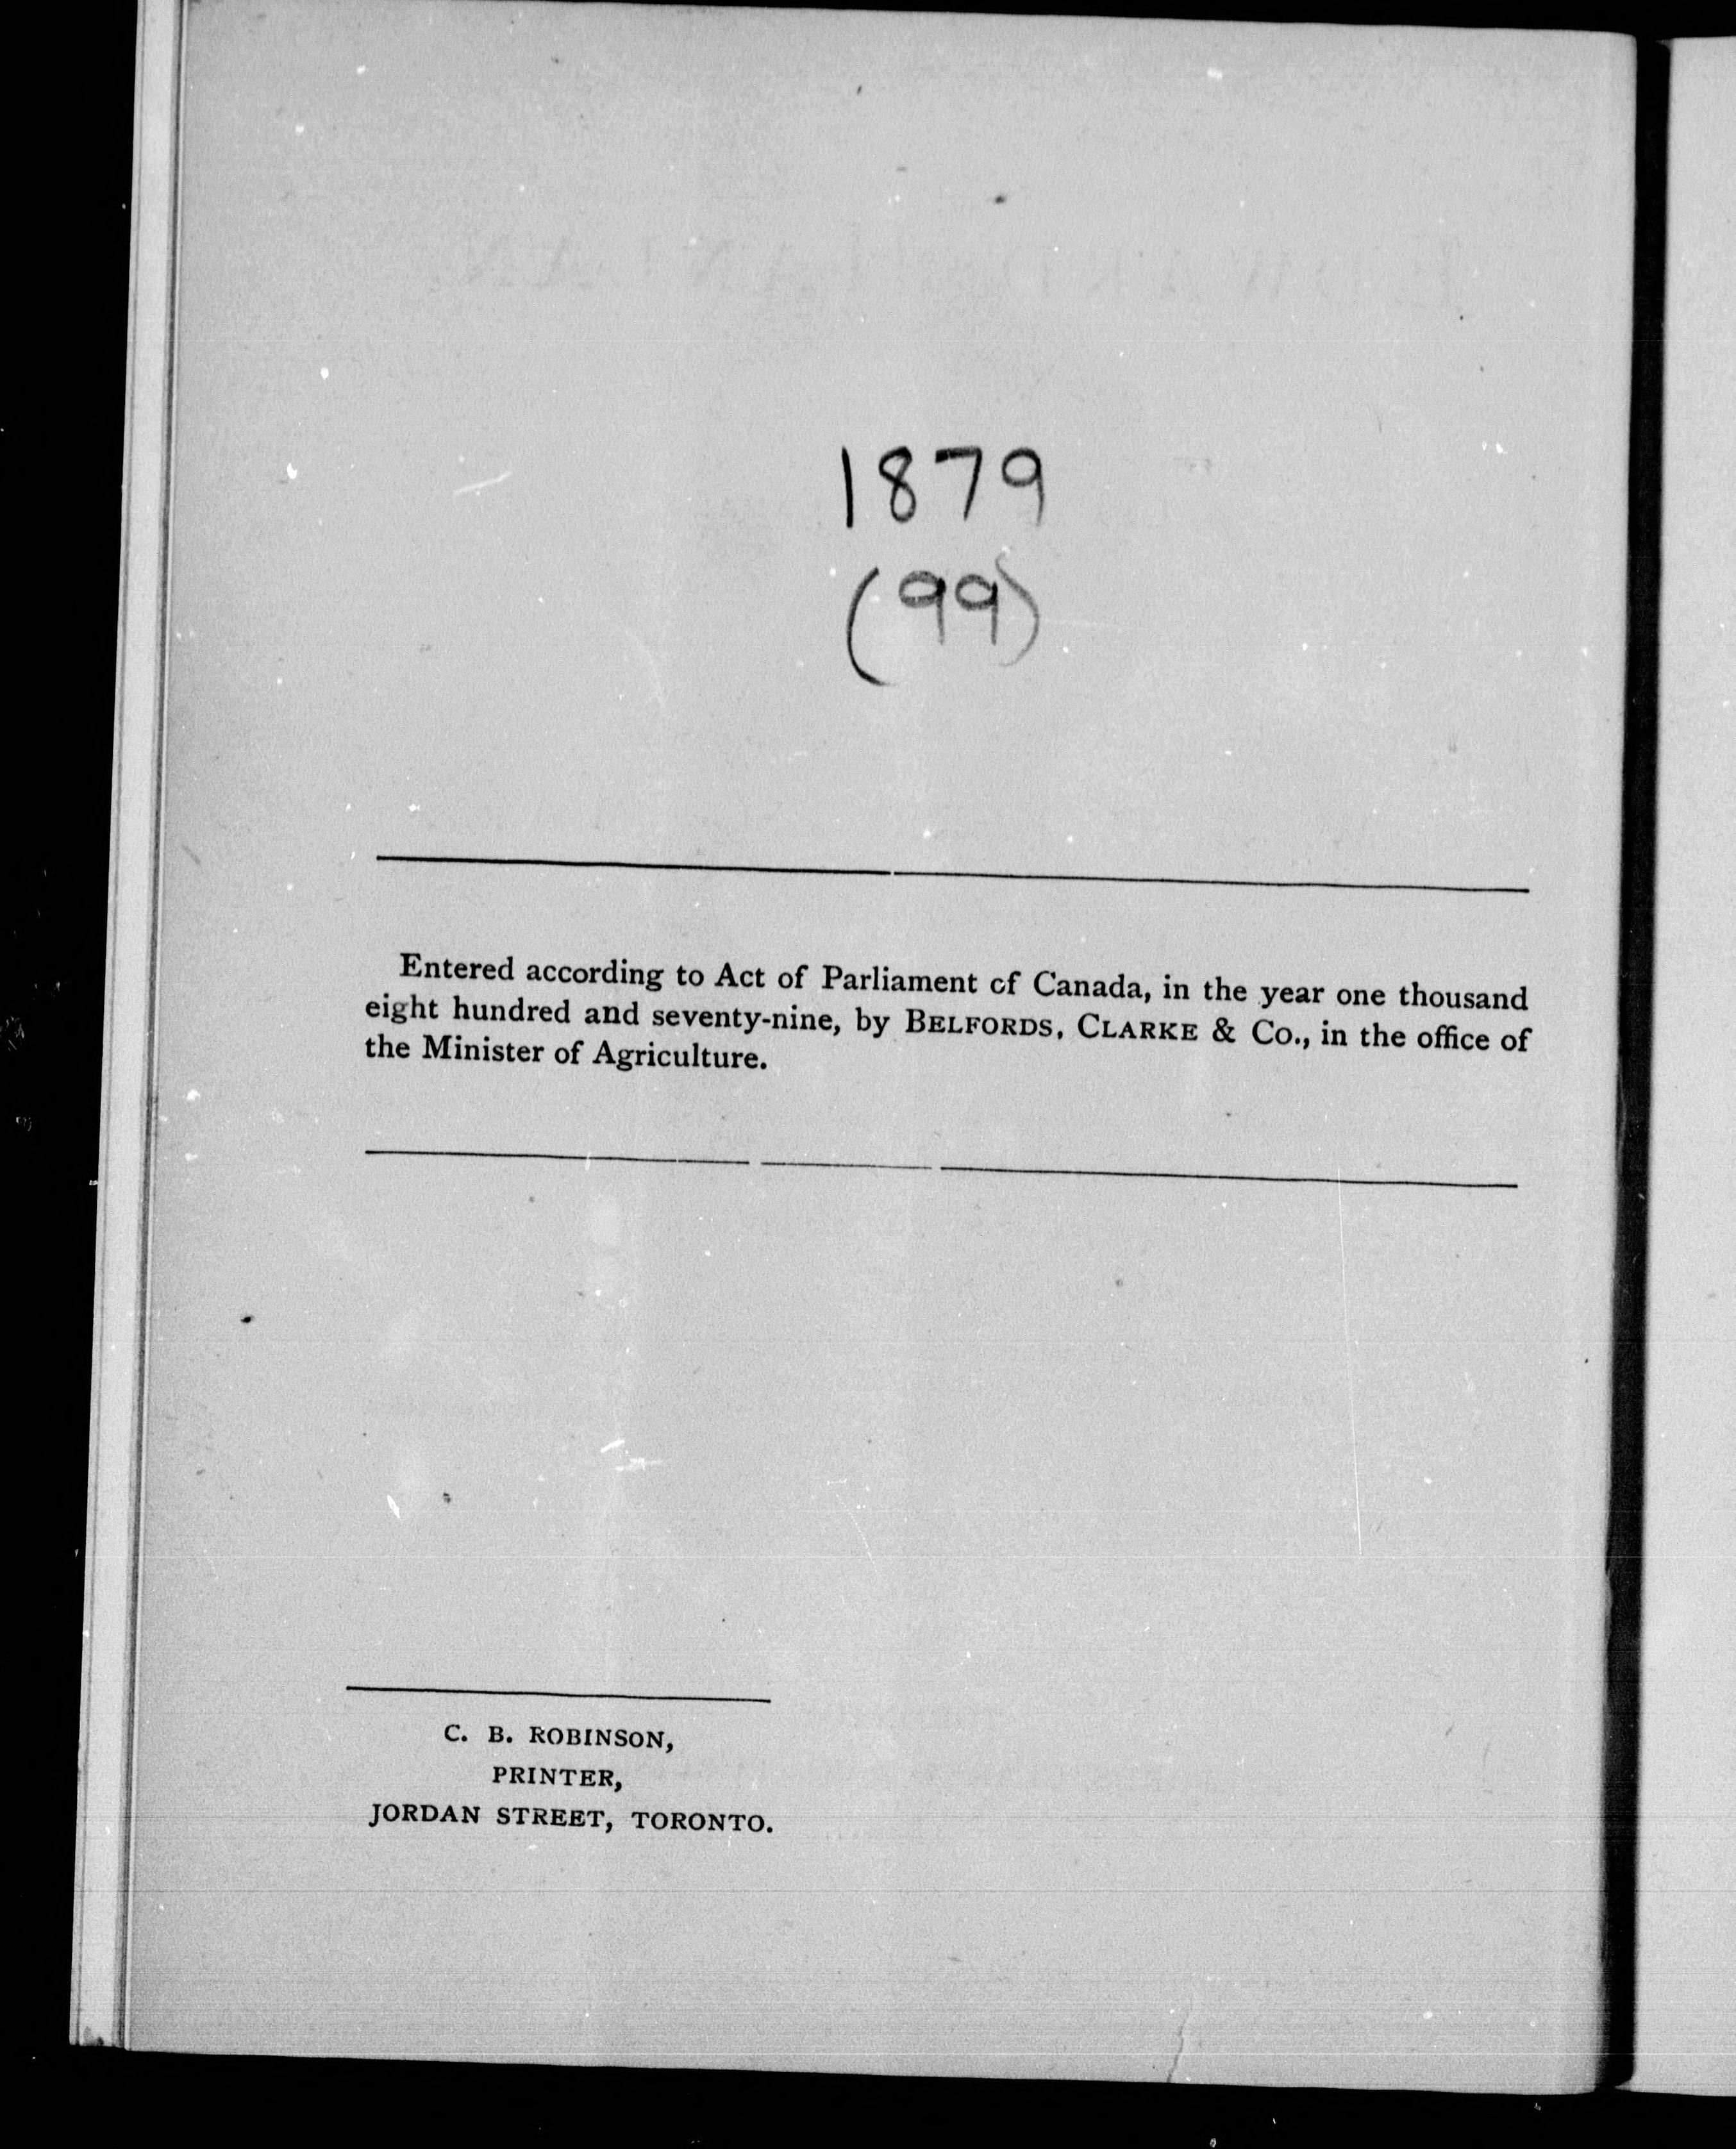 1879
(99)
Entered according to Act of Parliament of Canada, in the year one thousand
eight hundred and seventy-nine, by BELFORDS, CLARKE & Co., in the office of
the Minister of Agriculture.
C. B. ROBINSON,
PRINTER,
JORDAN STREET, TORONTO.